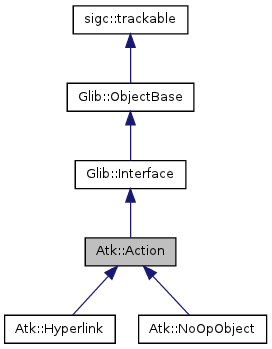 sigc::trackable
Glib::ObjectBase
Glib::Interface
Atk::Action
Atk::Hyperlink
Atk::NoOpObject